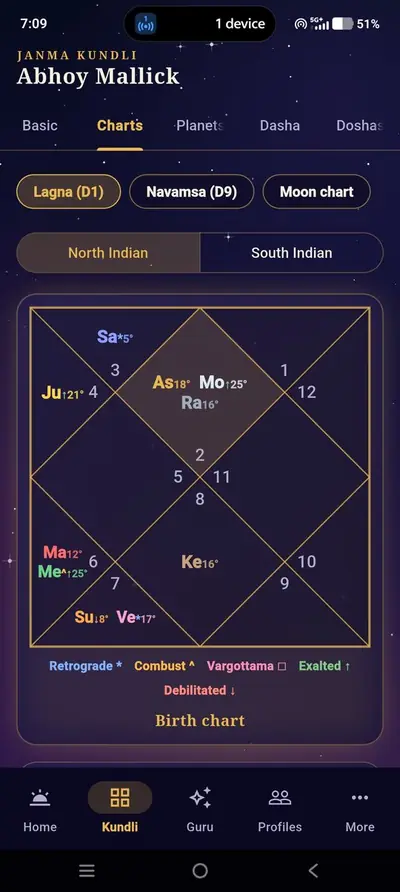 7:09
1
1 device
5G+
51%
JANMA KUNDLI
Abhoy Mallick
Basic Charts Planets Dasha Doshas
Lagna (D1) Navamsa (D9) Moon chart
North Indian South Indian
Sa*5°
3
1
As18° Mo↑25°
Ju↑21° 4
12
Ra16°
2
5 11
8
Ma12°
6
Me^↑25°
Ke16°
10
7
9
Su↓8° Ve*17°
Retrograde * Combust ^ Vargottama □ Exalted ↑
Debilitated ↓
Birth chart
Home Kundli Guru Profiles More